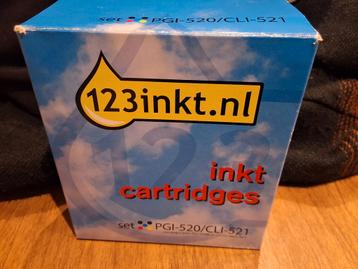 set PGI-520/CLI-521
123inkt.nl
inkt
cartridges
set PGI-520/CLI-521